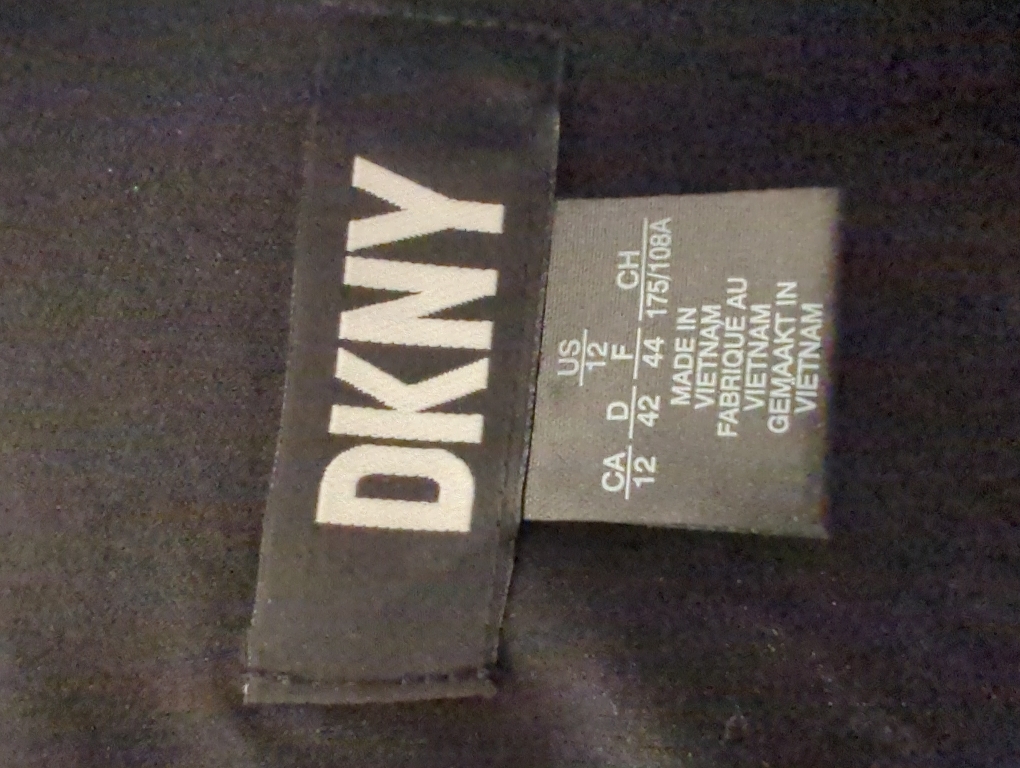 DKNY
US
12
CA D F CH
12 42 44 175/108A
MADE IN
VIETNAM
FABRIQUE AU
VIETNAM
GEMAAKT IN
VIETNAM